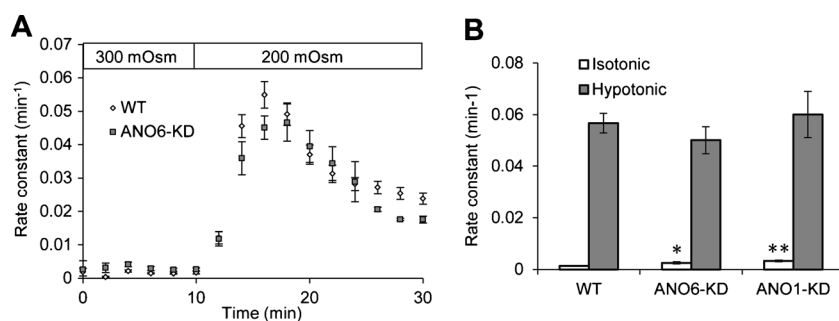 A
300 mOsm 200 mOsm
Rate constant (min-1)
0.07
0.06
0.05
0.04
0.03
0.02
0.01
0
WT
ANO6-KD
0 10 20 30
Time (min)
B
Rate constant (min-1)
0.08
0.06
0.04
0.02
0
Isotonic
Hypotonic
* **
WT ANO6-KD ANO1-KD